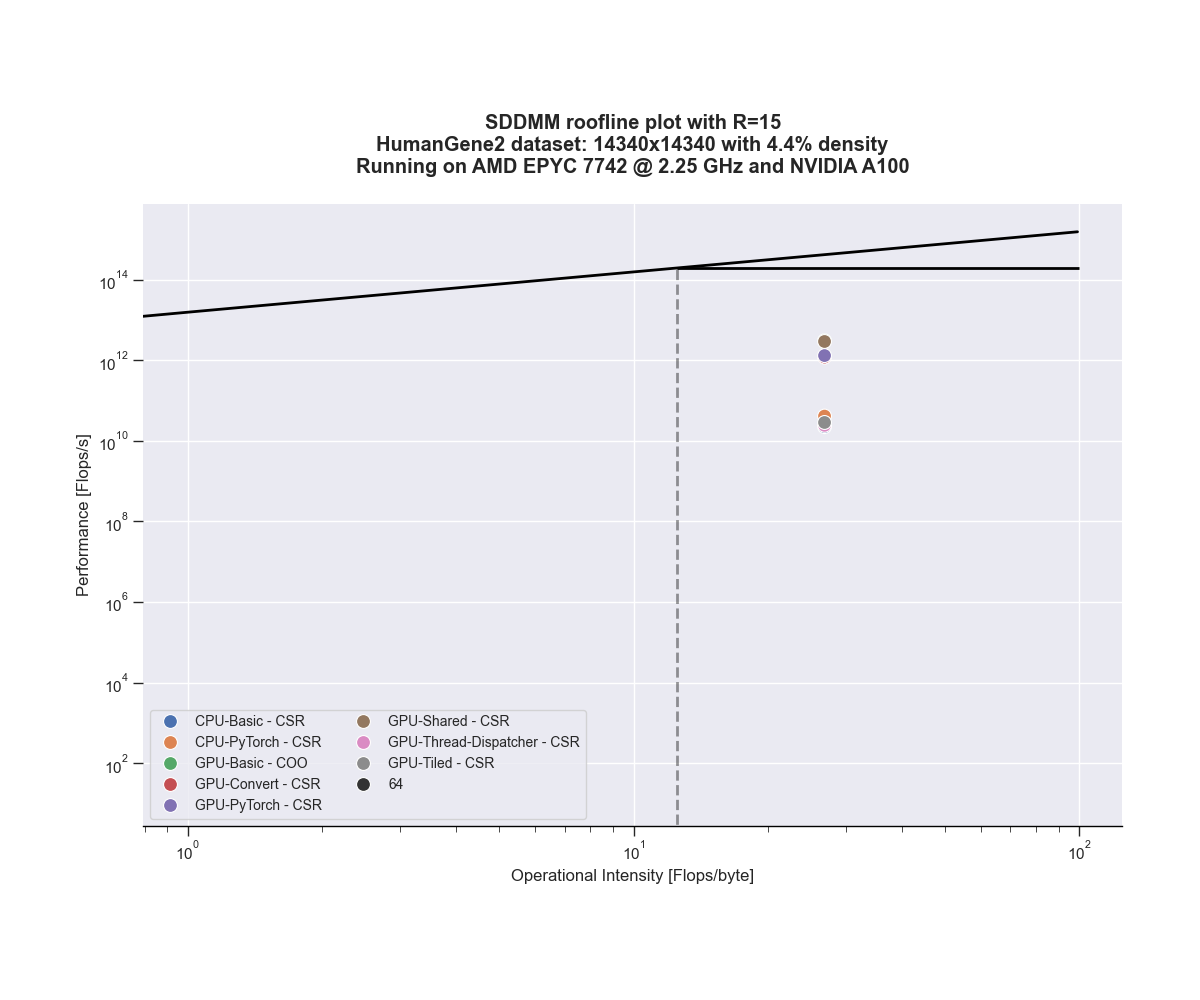 SDDMM roofline plot with R=15
HumanGene2 dataset: 14340x14340 with 4.4% density
Running on AMD EPYC 7742 @ 2.25 GHz and NVIDIA A100
Performance [Flops/s]
10^14
10^12
10^10
10^8
10^6
10^4
10^2
CPU-Basic - CSR
CPU-PyTorch - CSR
GPU-Basic - COO
GPU-Convert - CSR
GPU-PyTorch - CSR
GPU-Shared - CSR
GPU-Thread-Dispatcher - CSR
GPU-Tiled - CSR
64
10^0
10^1
10^2
Operational Intensity [Flops/byte]